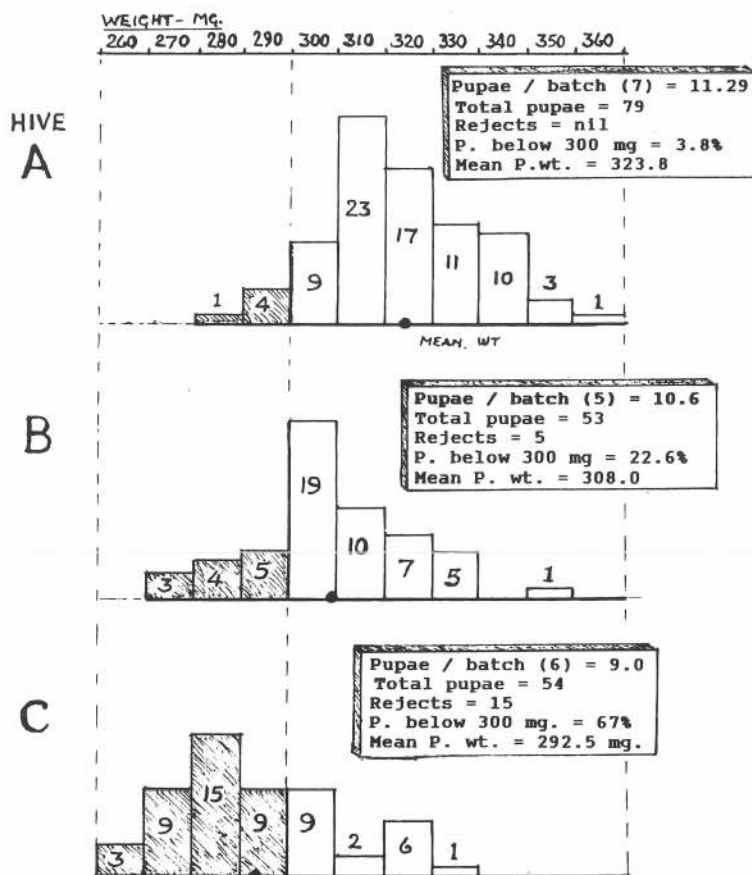 WEIGHT - MG.
260 270 280 290 300 310 320 330 340 350 360
HIVE
A
Pupae / batch (7) = 11.29
Total pupae = 79
Rejects = nil
P. below 300 mg = 3.8%
Mean P.wt. = 323.8
1 4 9 23 17 11 10 3 1
MEAN. WT
B
Pupae / batch (5) = 10.6
Total pupae = 53
Rejects = 5
P. below 300 mg = 22.6%
Mean P. wt. = 308.0
3 4 5 19 10 7 5 1
C
Pupae / batch (6) = 9.0
Total pupae = 54
Rejects = 15
P. below 300 mg. = 67%
Mean P. wt. = 292.5 mg.
3 9 15 9 9 2 6 1